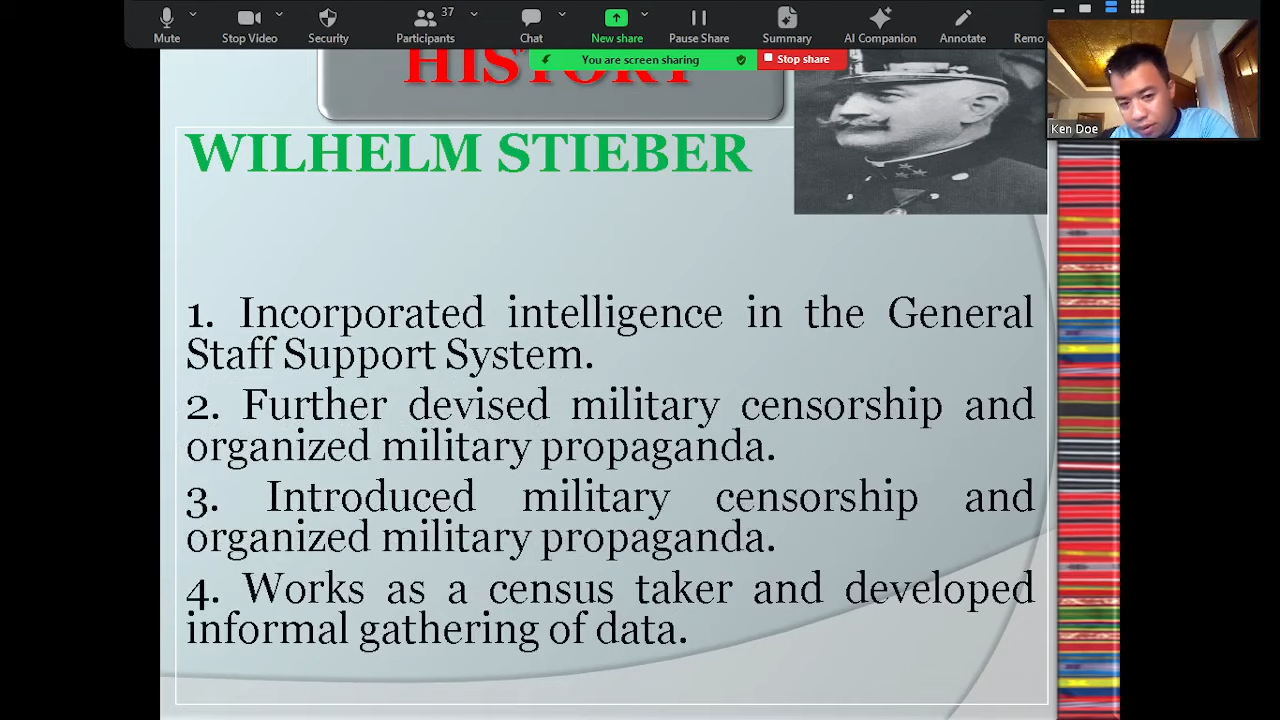 37
Mute
Stop Video
Security
Participants
Chat
New share
Pause Share
Summary
AI Companion
Annotate
Remo
You are screen sharing
Stop share
Ken Doe
HISTORY
WILHELM STIEBER
1. Incorporated intelligence in the General
Staff Support System.
2. Further devised military censorship and
organized military propaganda.
3. Introduced military censorship and
organized military propaganda.
4. Works as a census taker and developed
informal gathering of data.